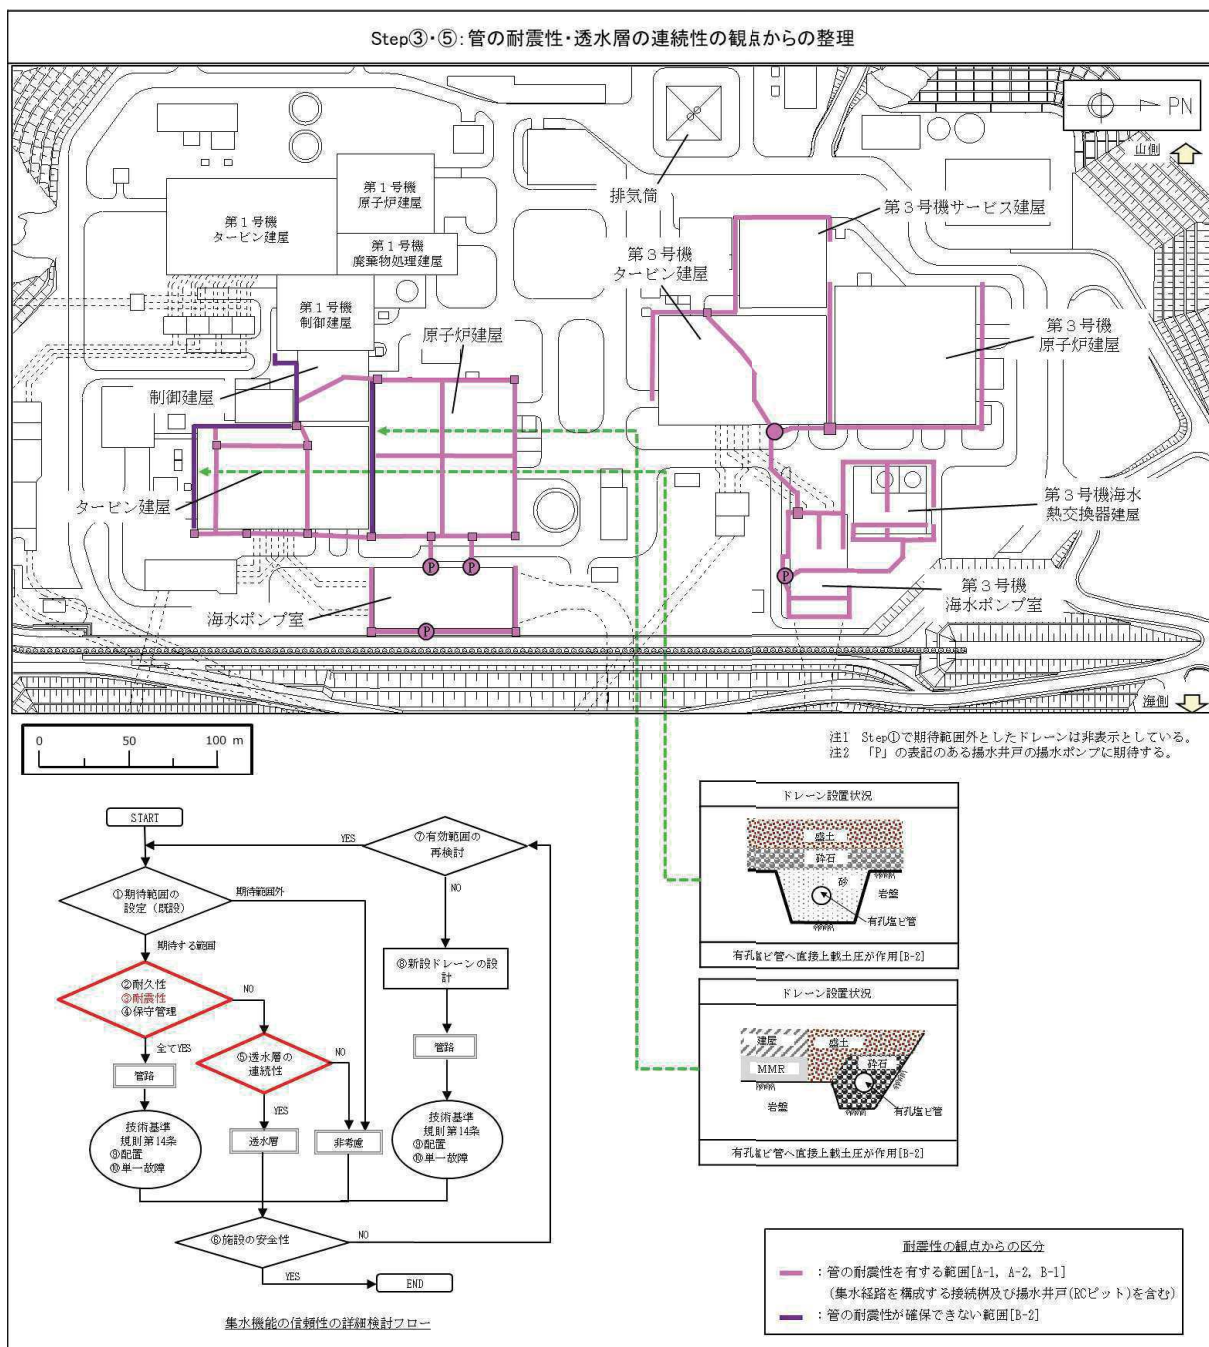 Step③・⑤：管の耐震性・透水層の連続性の観点からの整理
PN
山側
排気筒
第１号機
原子炉建屋
第１号機
タービン建屋
第１号機
廃棄物処理建屋
第１号機
制御建屋
第３号機サービス建屋
第３号機
タービン建屋
第３号機
原子炉建屋
原子炉建屋
制御建屋
タービン建屋
第３号機海水
熱交換器建屋
P
P
P
P
海水ポンプ室
第３号機
海水ポンプ室
海側
0 50 100 m
注1 Step①で期待範囲外としたドレーンは非表示としている。
注2 「P」の表記のある揚水井戸の揚水ポンプに期待する。
START
YES
⑦有効範囲の
再検討
NO
①期待範囲の
設定（既設）
期待範囲外
期待する範囲
②耐久性
③耐震性
④保守管理
NO
全てYES
管路
⑤透水層の
連続性
NO
YES
透水層
非考慮
⑧新設ドレーンの設
計
管路
技術基準
規則第14条
⑨配置
⑩単一故障
技術基準
規則第14条
⑨配置
⑩単一故障
⑥施設の安全性
NO
YES
END
集水機能の信頼性の詳細検討フロー
ドレーン設置状況
盛土
砕石
砂
岩盤
有孔塩ビ管
有孔塩ビ管へ直接上載土圧が作用[B-2]
ドレーン設置状況
建屋
盛土
MMR
砕石
岩盤
有孔塩ビ管
有孔塩ビ管へ直接上載土圧が作用[B-2]
耐震性の観点からの区分
：管の耐震性を有する範囲[A-1, A-2, B-1]
(集水経路を構成する接続桝及び揚水井戸(RCピット)を含む)
：管の耐震性が確保できない範囲[B-2]